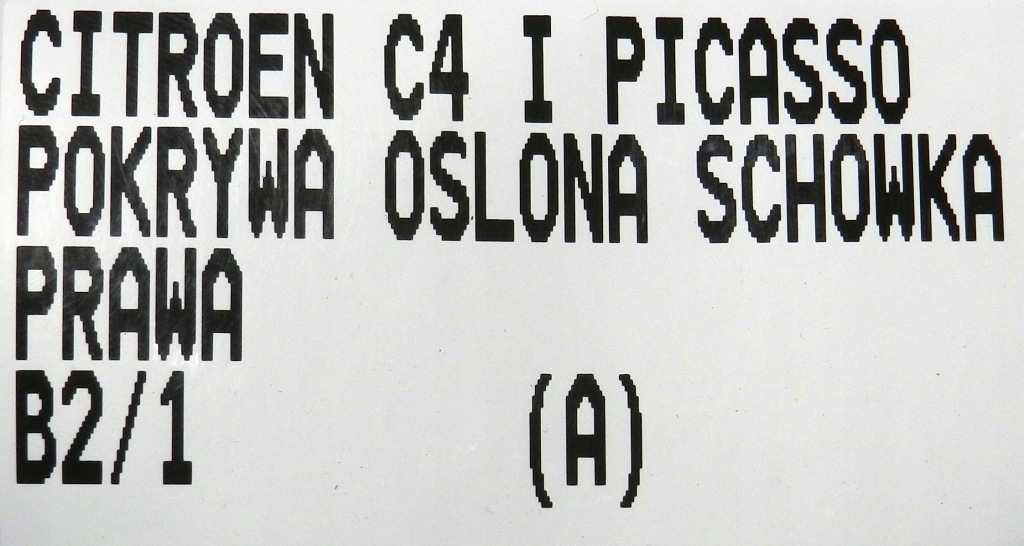 CITROEN C4 I PICASSO
POKRYWA OSLONA SCHOWKA
PRAWA
B2/1 (A)